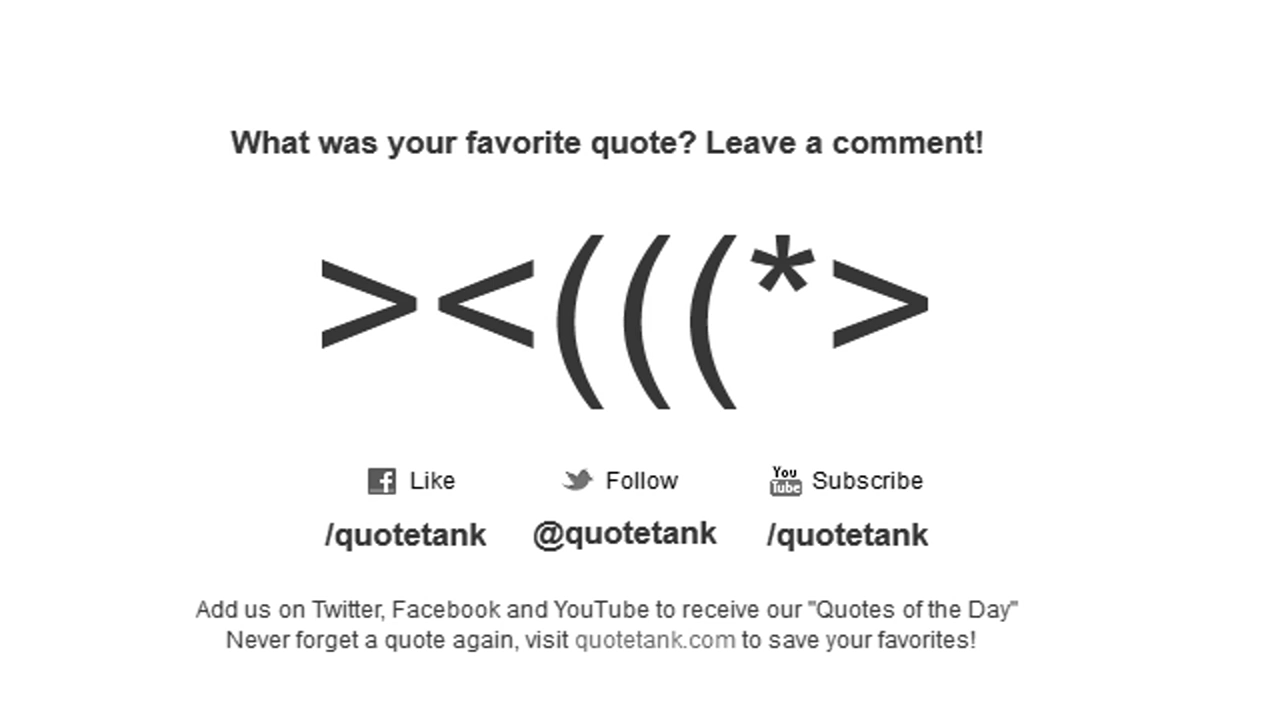 What was your favorite quote? Leave a comment!
><(((*>
Like Follow You Tube Subscribe
/quotetank @quotetank /quotetank
Add us on Twitter, Facebook and YouTube to receive our "Quotes of the Day"
Never forget a quote again, visit quotetank.com to save your favorites!